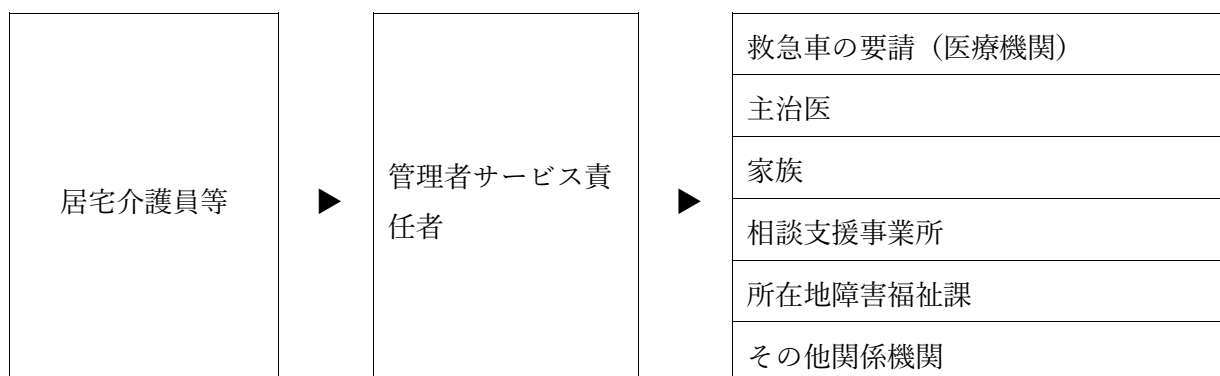 居宅介護員等
▶
管理者サービス責
任者
▶
救急車の要請（医療機関）
主治医
家族
相談支援事業所
所在地障害福祉課
その他関係機関